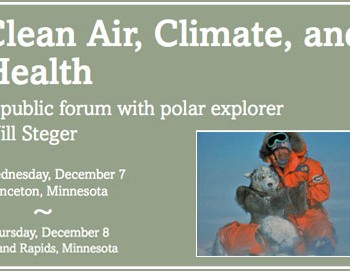 Clean Air, Climate, and
Health
public forum with polar explorer
ill Steger
ednesday, December 7
inceton, Minnesota
~
ursday, December 8
and Rapids, Minnesota